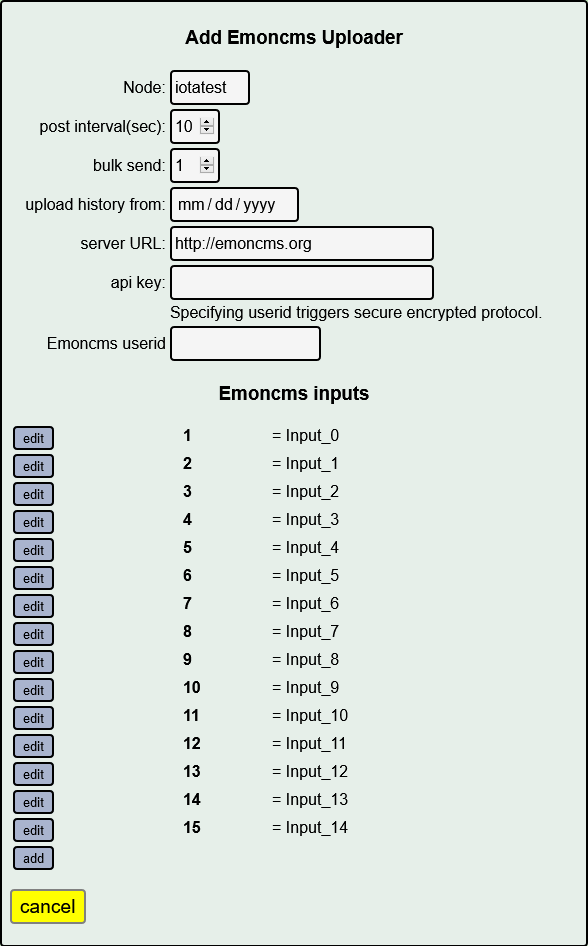 Add Emoncms Uploader
Node: iotatest
post interval(sec): 10
bulk send: 1
upload history from: mm / dd / yyyy
server URL: http://emoncms.org
api key:
Specifying userid triggers secure encrypted protocol.
Emoncms userid
Emoncms inputs
edit 1 = Input_0
edit 2 = Input_1
edit 3 = Input_2
edit 4 = Input_3
edit 5 = Input_4
edit 6 = Input_5
edit 7 = Input_6
edit 8 = Input_7
edit 9 = Input_8
edit 10 = Input_9
edit 11 = Input_10
edit 12 = Input_11
edit 13 = Input_12
edit 14 = Input_13
edit 15 = Input_14
add
cancel